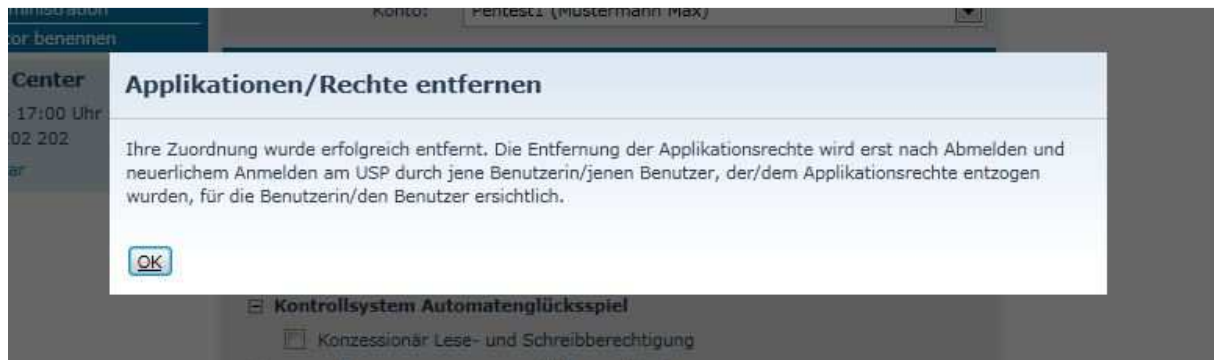 Konto: Pentest1 (Mustermann Max)
tor benennen
Center
17:00 Uhr
02 202
Applikationen/Rechte entfernen
Ihre Zuordnung wurde erfolgreich entfernt. Die Entfernung der Applikationsrechte wird erst nach Abmelden und
neuerlichem Anmelden am USP durch jene Benutzerin/jenen Benutzer, der/dem Applikationsrechte entzogen
wurden, für die Benutzerin/den Benutzer ersichtlich.
OK
Kontrollsystem Automatenglücksspiel
Konzessionär Lese- und Schreibberechtigung